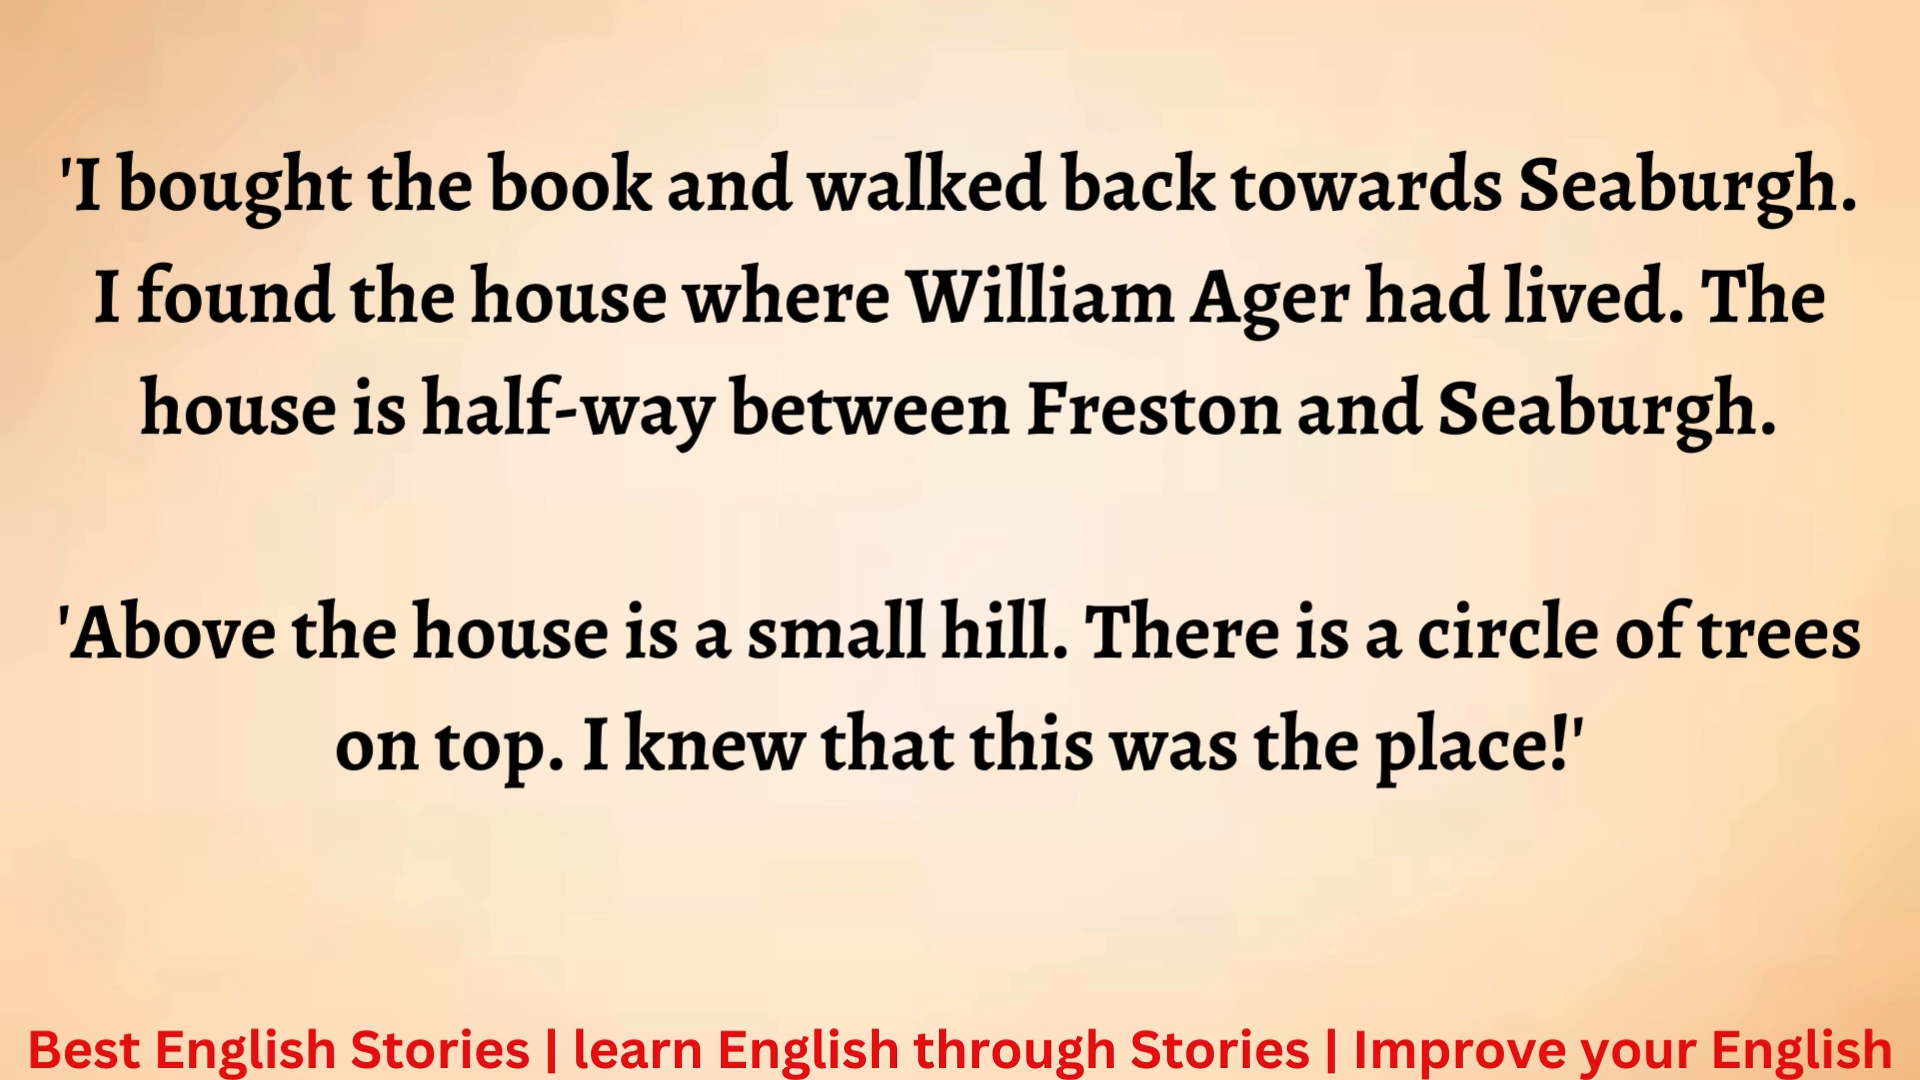 'I bought the book and walked back towards Seaburgh.
I found the house where William Ager had lived. The
house is half-way between Freston and Seaburgh.
'Above the house is a small hill. There is a circle of trees
on top. I knew that this was the place!'
Best English Stories | learn English through Stories | Improve your English